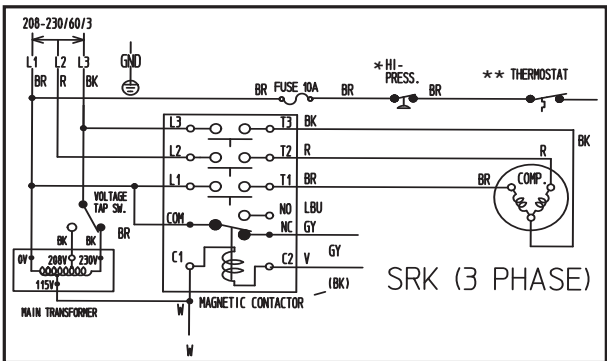 208-230/60/3
L1 L2 L3 GND
BR R BK
BR FUSE 10A BR
*HI-PRESS.
BR
** THERMOSTAT
L3 T3 BK
L2 T2 R
L1 T1 BR
BR COMP. R BK
VOLTAGE TAP SW.
BR
COM NO LBU
NC GY
GY
BK BK
0V 208V 230V
115V
MAIN TRANSFORMER
C1 C2 V
(BK)
W MAGNETIC CONTACTOR
W
SRK (3 PHASE)